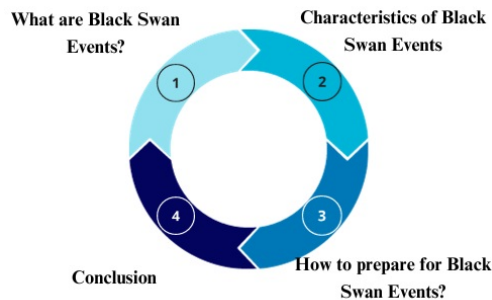 What are Black Swan
Events?
1
Characteristics of Black
Swan Events
2
3
How to prepare for Black
Swan Events?
4
Conclusion